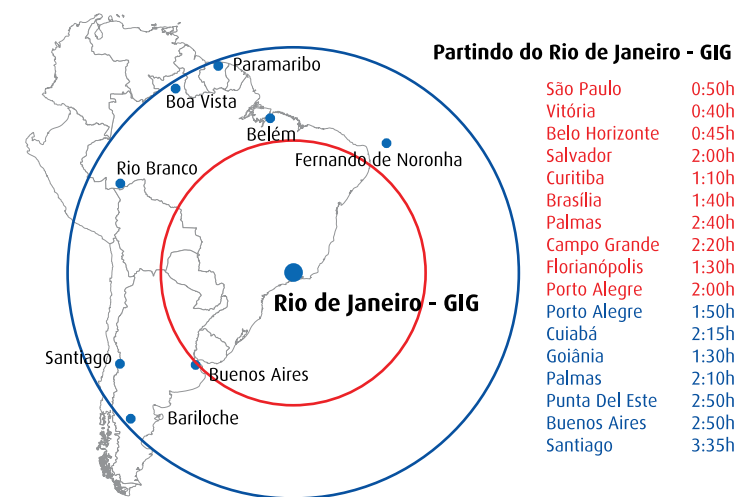 Partindo do Rio de Janeiro - GIG
São Paulo 0:50h
Vitória 0:40h
Belo Horizonte 0:45h
Salvador 2:00h
Curitiba 1:10h
Brasília 1:40h
Palmas 2:40h
Campo Grande 2:20h
Florianópolis 1:30h
Porto Alegre 2:00h
Porto Alegre 1:50h
Cuiabá 2:15h
Goiânia 1:30h
Palmas 2:10h
Punta Del Este 2:50h
Buenos Aires 2:50h
Santiago 3:35h
Paramaribo
Boa Vista
Belém
Fernando de Noronha
Rio Branco
Rio de Janeiro - GIG
Santiago
Buenos Aires
Bariloche